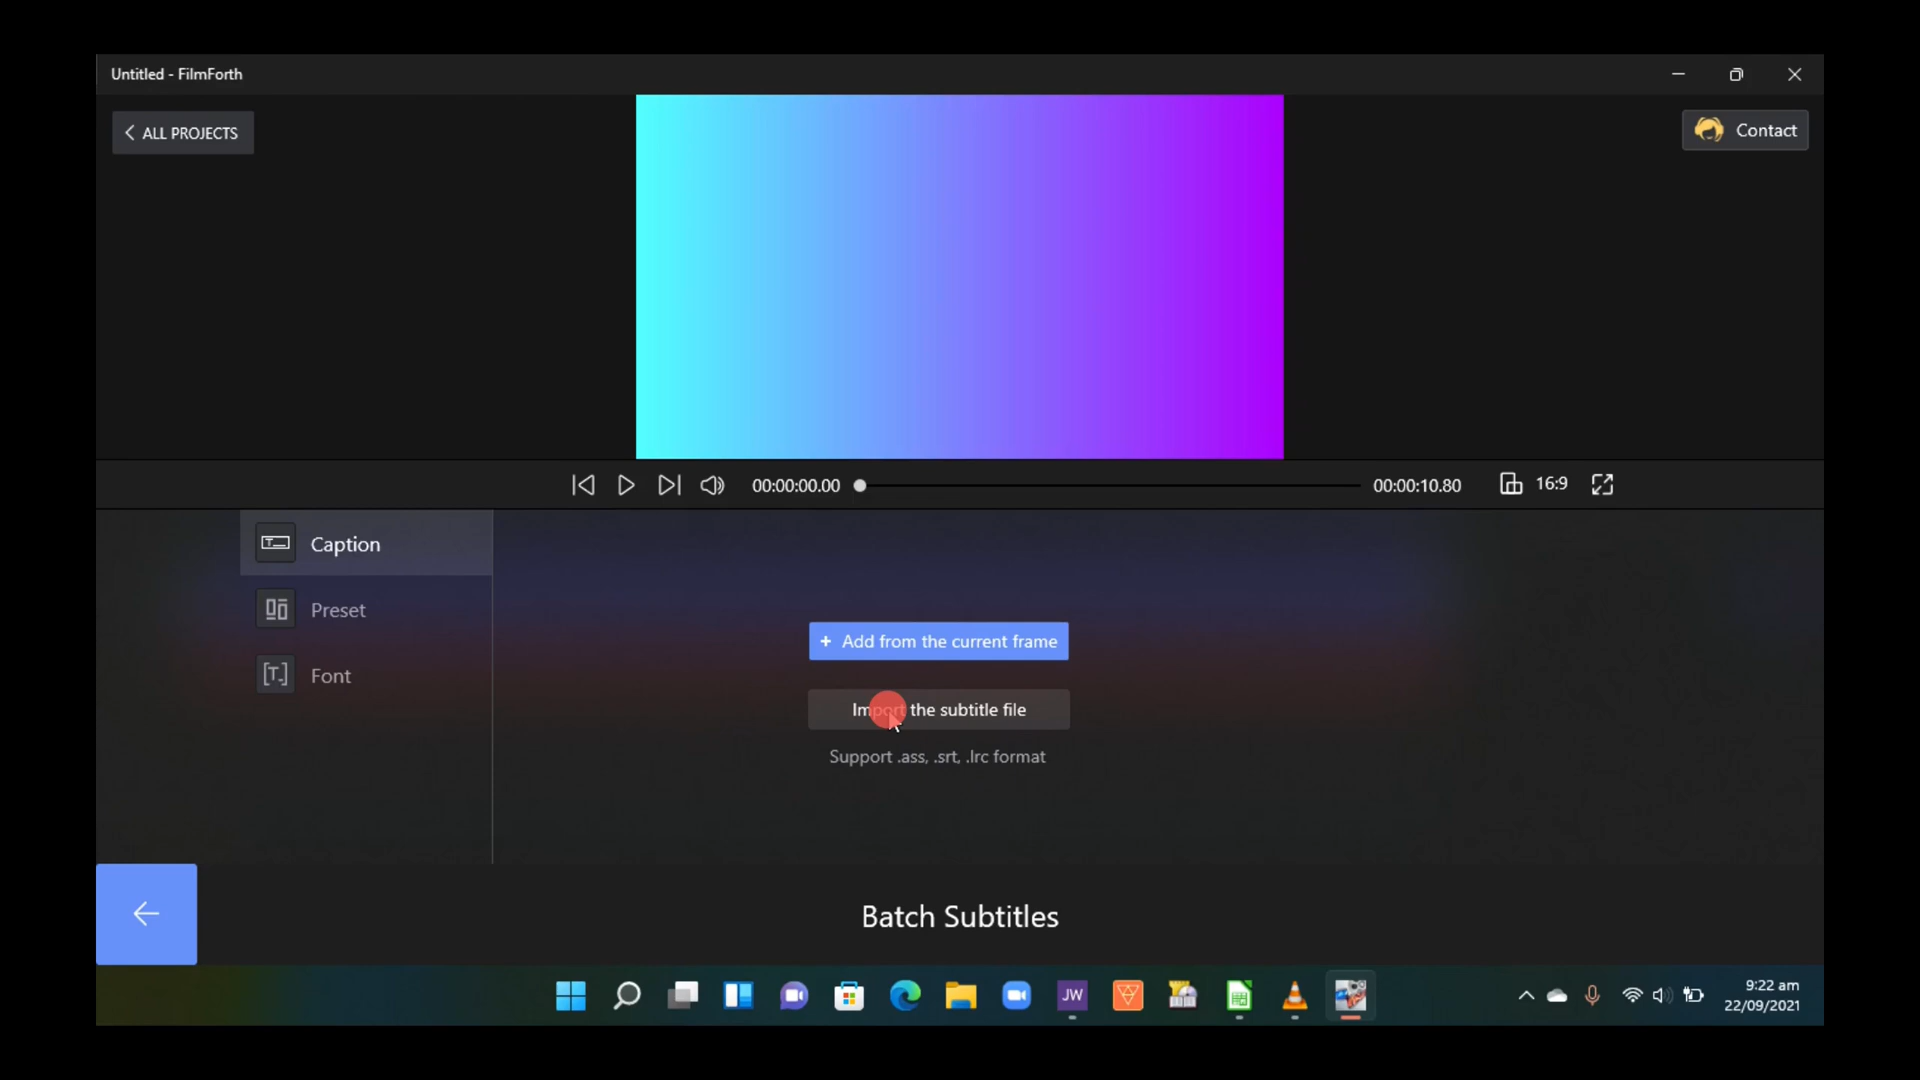 Untitled - FilmForth
ALL PROJECTS
Contact
00:00:00.00
00:00:10.80
16:9
Caption
Preset
Font
+ Add from the current frame
Import the subtitle file
Support .ass, .srt, .lrc format
Batch Subtitles
JW
9:22 am
22/09/2021